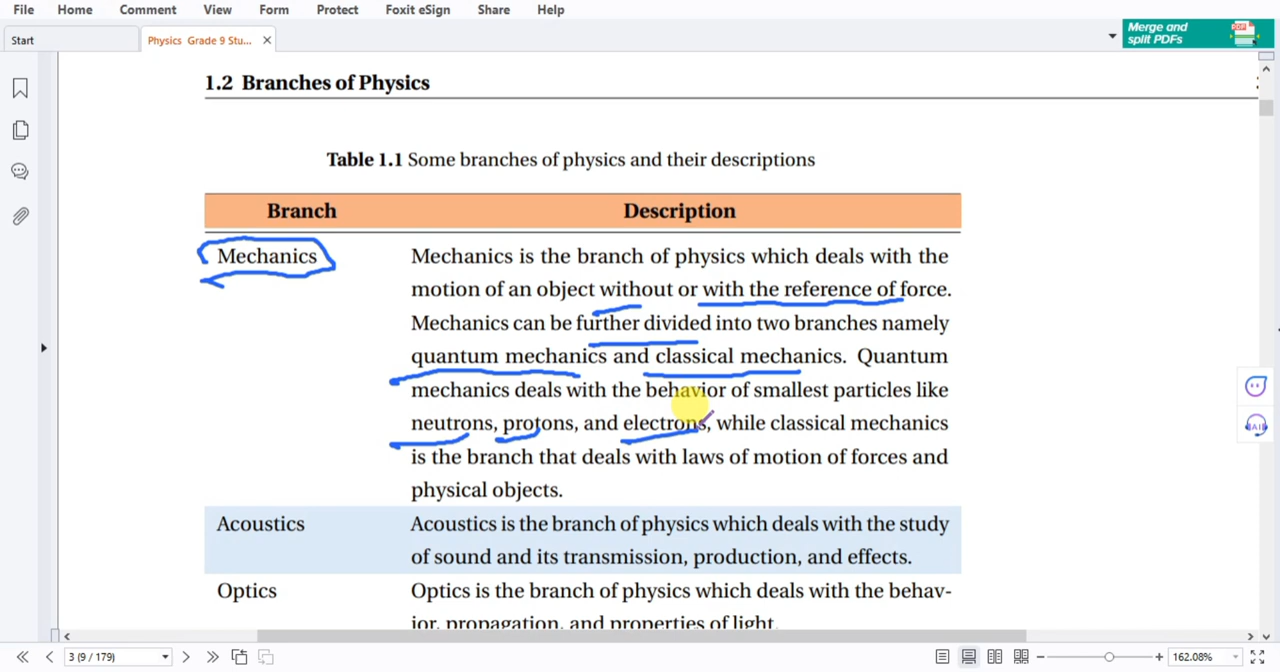 File Home Comment View Form Protect Foxit eSign Share Help
Start
Physics Grade 9 Stu...
Merge and
split PDFs
1.2 Branches of Physics
Table 1.1 Some branches of physics and their descriptions
Branch Description
Mechanics Mechanics is the branch of physics which deals with the
motion of an object without or with the reference of force.
Mechanics can be further divided into two branches namely
quantum mechanics and classical mechanics. Quantum
mechanics deals with the behavior of smallest particles like
neutrons, protons, and electrons, while classical mechanics
is the branch that deals with laws of motion of forces and
physical objects.
Acoustics Acoustics is the branch of physics which deals with the study
of sound and its transmission, production, and effects.
Optics Optics is the branch of physics which deals with the behav-
ior, propagation, and properties of light.
3 (9 / 179)
162.08%